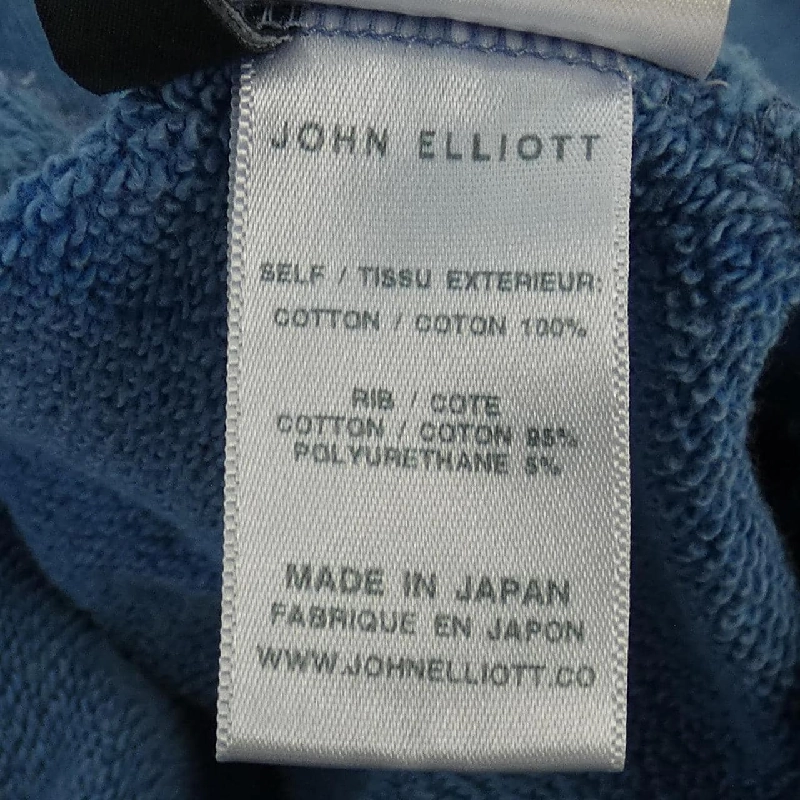 JOHN ELLIOTT
SELF / TISSU EXTERIEUR:
COTTON / COTON 100%
RIB / COTE
COTTON / COTON 95%
POLYURETHANE 5%
MADE IN JAPAN
FABRIQUE EN JAPON
WWW.JOHNELLIOTT.CO